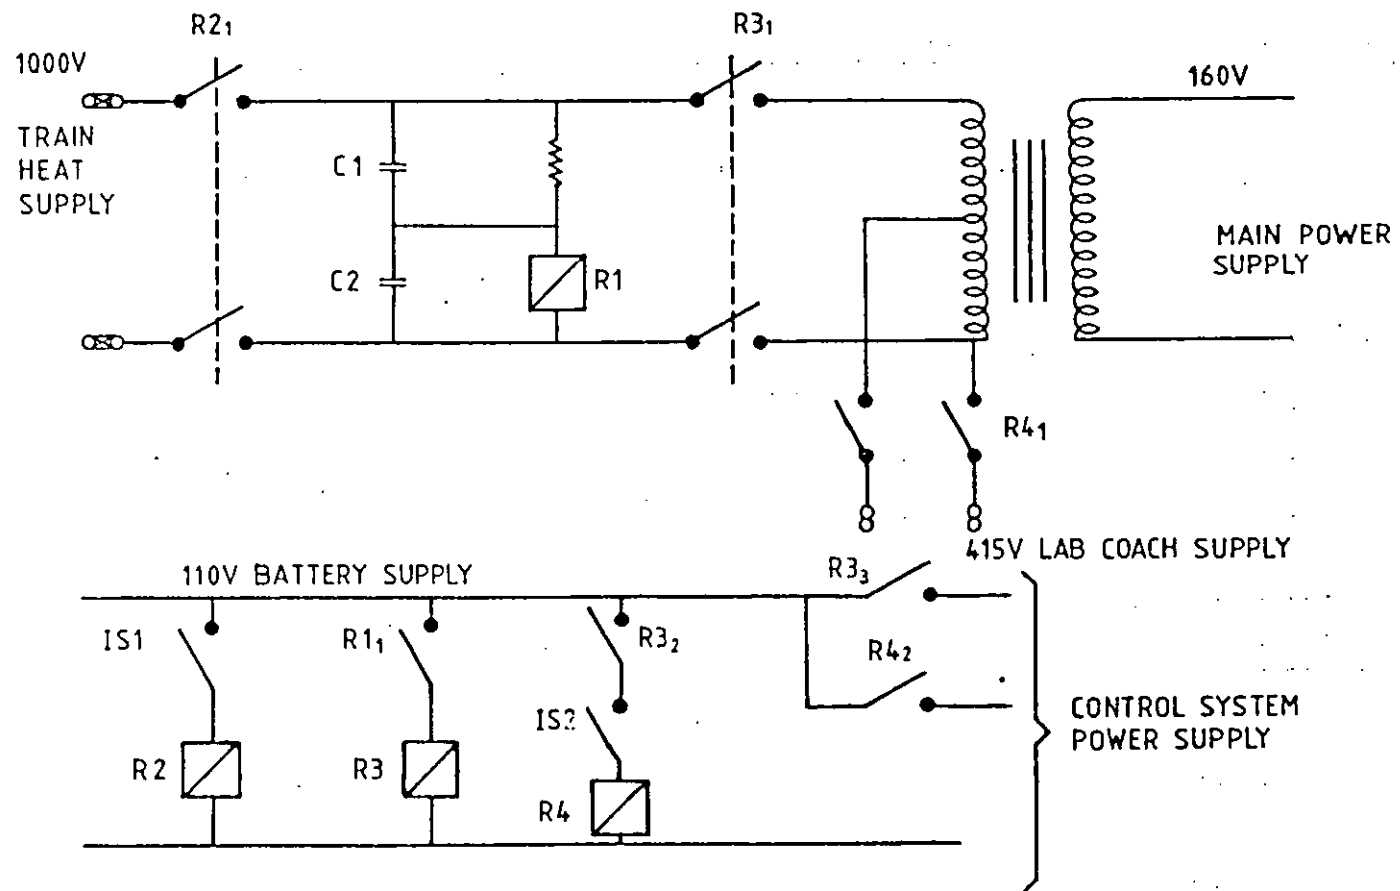 R2₁
R3₁
1000V
160V
TRAIN
HEAT
SUPPLY
C1
C2
R1
MAIN POWER
SUPPLY
R4₁
415V LAB COACH SUPPLY
110V BATTERY SUPPLY
R3₃
IS1
R1₁
R3₂
R4₂
IS2
CONTROL SYSTEM
POWER SUPPLY
R2
R3
R4